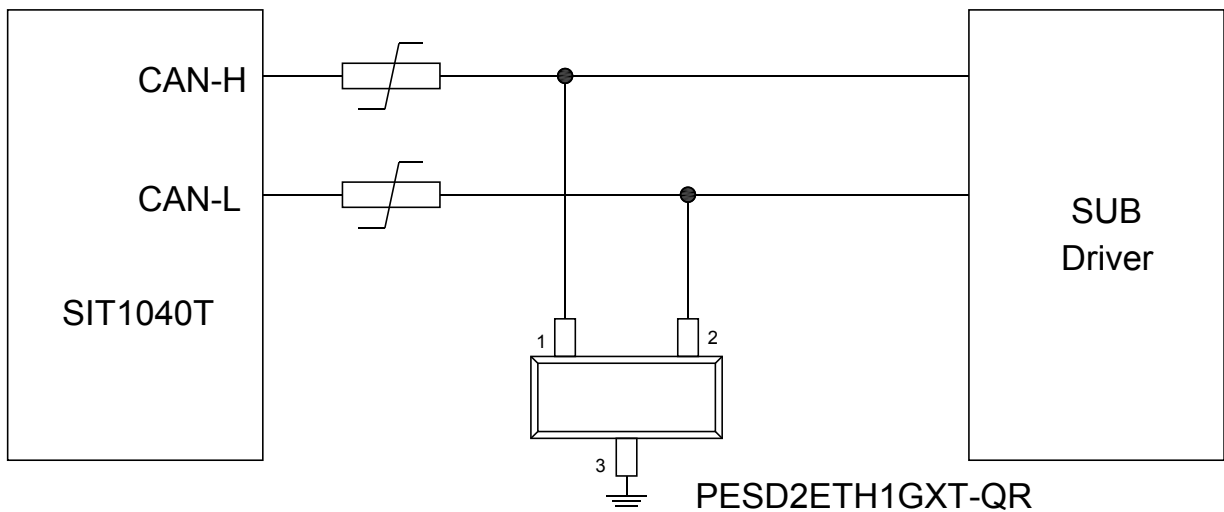 CAN-H
CAN-L
SIT1040T
SUB
Driver
1
2
3
PESD2ETH1GXT-QR